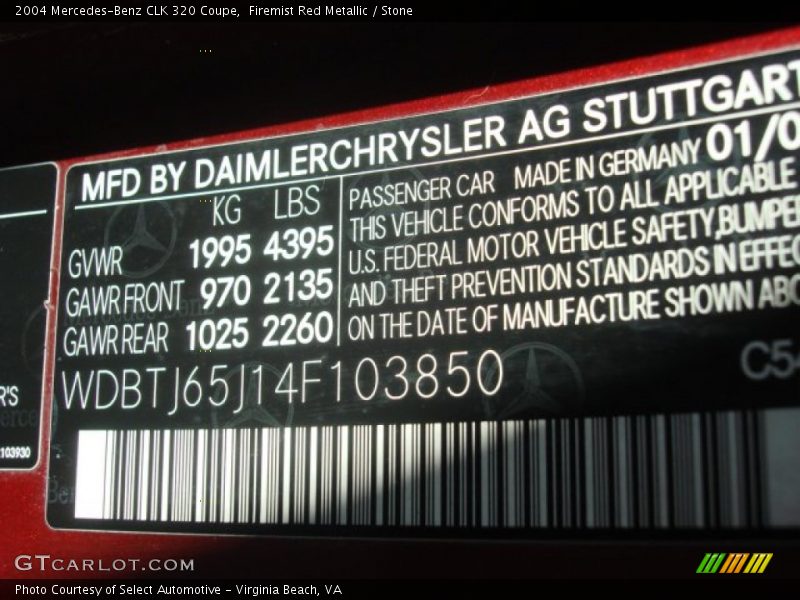 2004 Mercedes-Benz CLK 320 Coupe,  Firemist Red Metallic / Stone
MFD BY DAIMLERCHRYSLER AG STUTTGART
01/0
KG LBS
GVWR 1995 4395
GAWR FRONT 970 2135
GAWR REAR 1025 2260
PASSENGER CAR MADE IN GERMANY
THIS VEHICLE CONFORMS TO ALL APPLICABLE
U.S. FEDERAL MOTOR VEHICLE SAFETY, BUMPER
AND THEFT PREVENTION STANDARDS IN EFFEC
ON THE DATE OF MANUFACTURE SHOWN ABO
WDBTJ65J14F103850
C54
R'S
103930
GTCARLOT.COM
Photo Courtesy of Select Automotive – Virginia Beach, VA